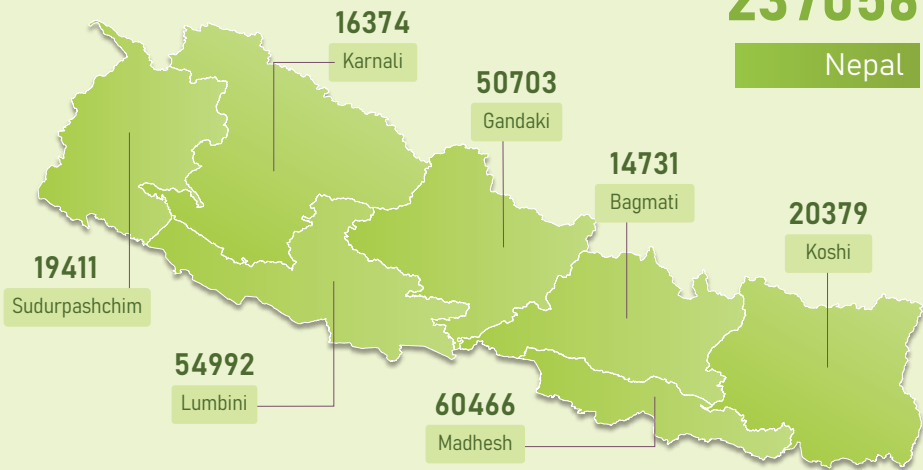 16374
Karnali
50703
Gandaki
Nepal
14731
Bagmati
20379
Koshi
19411
Sudurpashchim
54992
Lumbini
60466
Madhesh